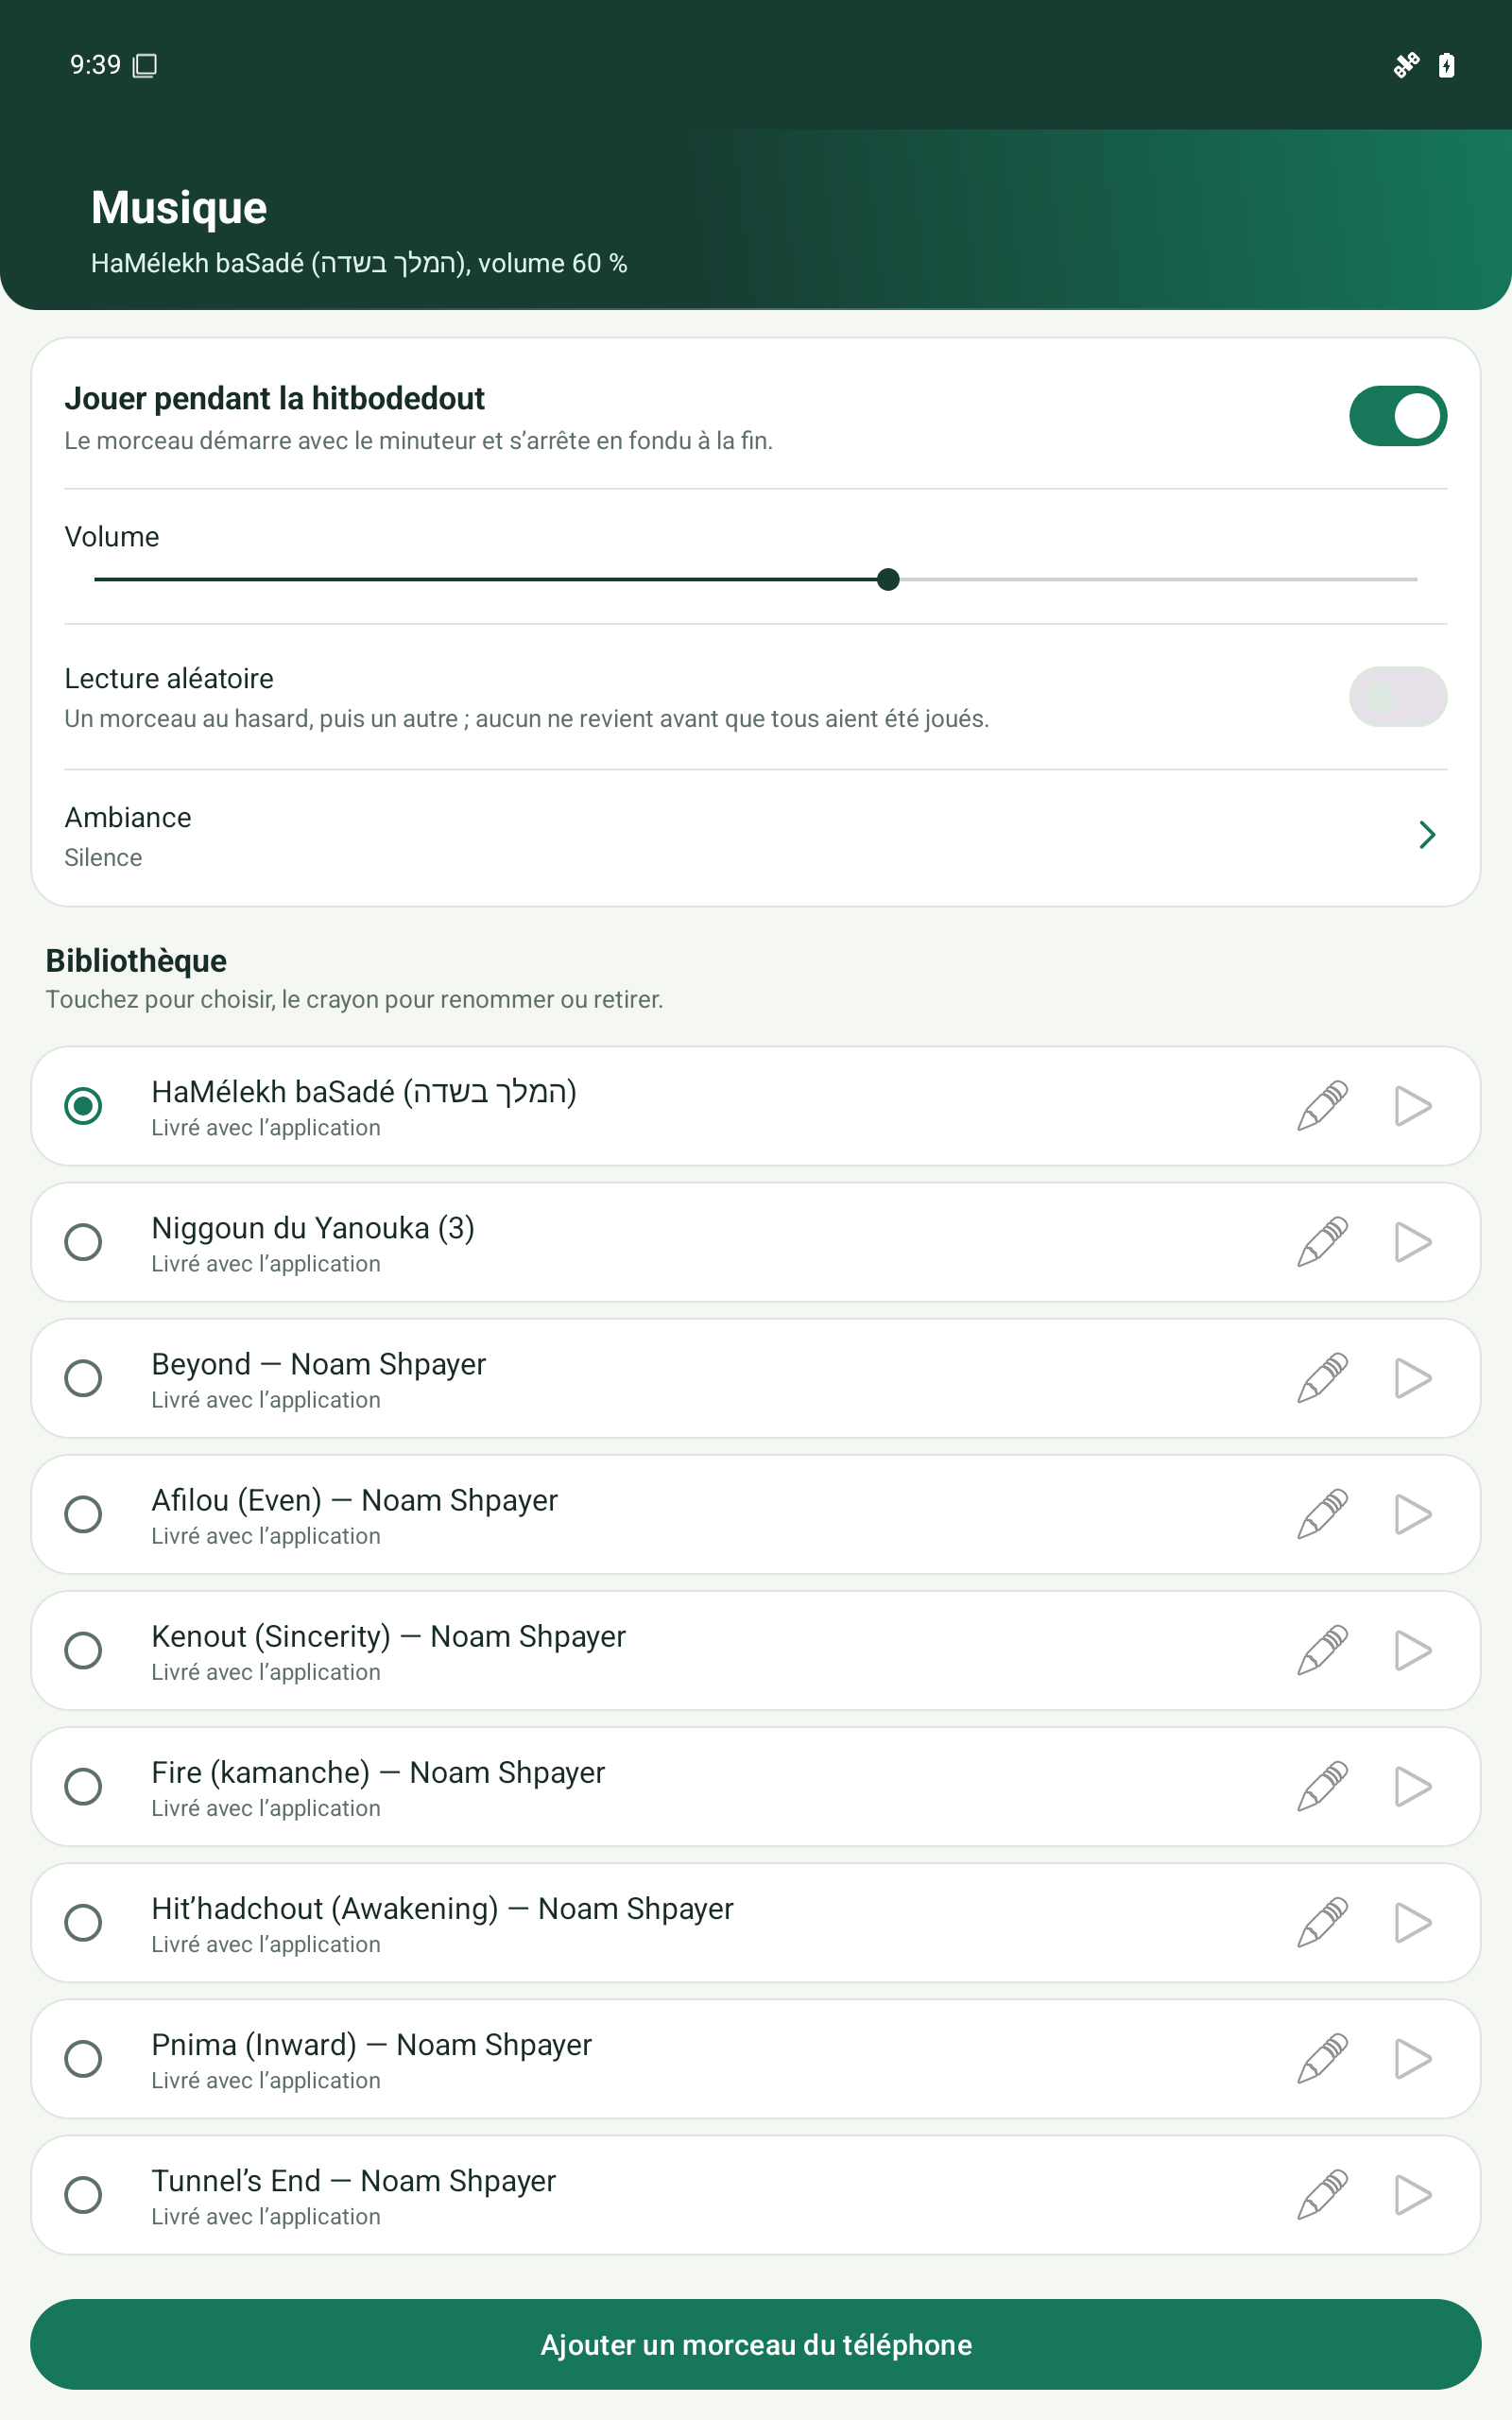 9:39
Musique
HaMélekh baSadé (המלך בשדה), volume 60 %
Jouer pendant la hitbodedout
Le morceau démarre avec le minuteur et s’arrête en fondu à la fin.
Volume
Lecture aléatoire
Un morceau au hasard, puis un autre ; aucun ne revient avant que tous aient été joués.
Ambiance
Silence
Bibliothèque
Touchez pour choisir, le crayon pour renommer ou retirer.
HaMélekh baSadé (המלך בשדה)
Livré avec l’application
Niggoun du Yanouka (3)
Livré avec l’application
Beyond — Noam Shpayer
Livré avec l’application
Afilou (Even) — Noam Shpayer
Livré avec l’application
Kenout (Sincerity) — Noam Shpayer
Livré avec l’application
Fire (kamanche) — Noam Shpayer
Livré avec l’application
Hit’hadchout (Awakening) — Noam Shpayer
Livré avec l’application
Pnima (Inward) — Noam Shpayer
Livré avec l’application
Tunnel’s End — Noam Shpayer
Livré avec l’application
Ajouter un morceau du téléphone